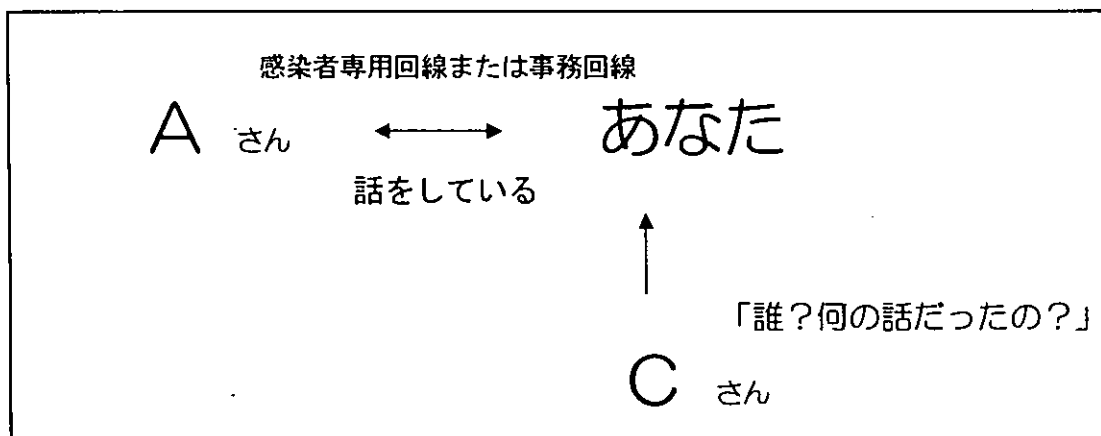 感染者専用回線または事務回線
A さん
あなた
話をしている
「誰？何の話だったの？」
C さん